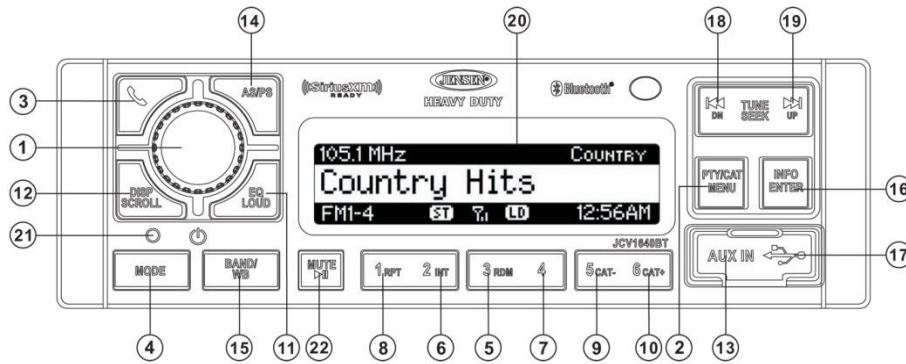 20
14
18
19
3
AS/PS
((SiriusXM))
READY
JENSEN®
HEAVY DUTY
Bluetooth®
DN
TUNE
SEEK
UP
1
105.1 MHz COUNTRY
Country Hits
FM1-4 ST LD 12:56AM
PTY/CAT
MENU
INFO
ENTER
16
12
DISP
SCROLL
EQ
LOUD
21
JCV1640BT
MODE
BAND/
WB
MUTE
1 RPT 2 INT
3 RDM 4
5 CAT- 6 CAT+
AUX IN
17
4 15 11 22 8 6 5 7 9 10 2 13